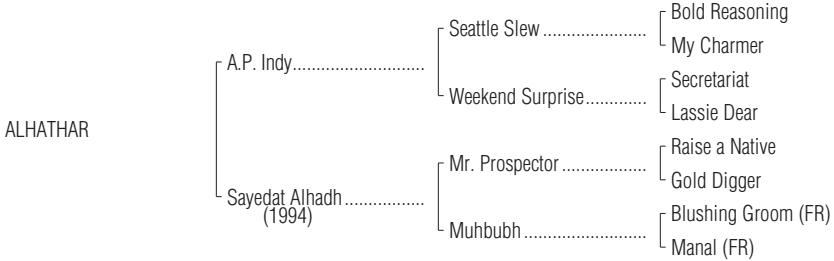 Bold Reasoning
Seattle Slew ......................
My Charmer
A.P. Indy............................
Secretariat
Weekend Surprise.............
Lassie Dear
ALHATHAR
Raise a Native
Mr. Prospector ..................
Gold Digger
Sayedat Alhadh .................
(1994)
Blushing Groom (FR)
Muhbubh ..........................
Manal (FR)